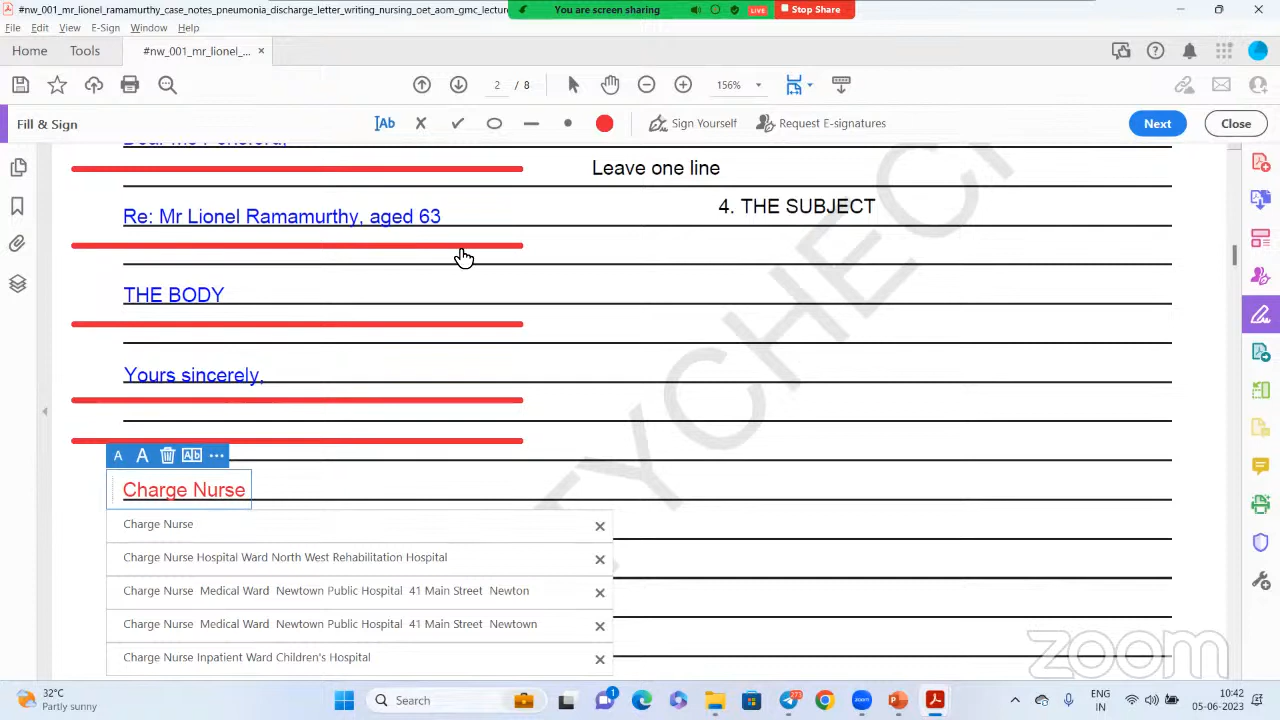 #nw_001_mr_lionel_ramamurthy_case_notes_pneumonia_discharge_letter_writing_nursing_oet_aom_gmc_lecture
You are screen sharing
LIVE
Stop Share
File Edit View E-Sign Window Help
Home Tools #nw_001_mr_lionel_...
2 / 8
156%
Fill & Sign
Sign Yourself
Request E-signatures
Next
Close
Leave one line
Re: Mr Lionel Ramamurthy, aged 63
4. THE SUBJECT
THE BODY
Yours sincerely,
A A Ab ...
Charge Nurse
Charge Nurse
Charge Nurse Hospital Ward North West Rehabilitation Hospital
Charge Nurse Medical Ward Newtown Public Hospital 41 Main Street Newton
Charge Nurse Medical Ward Newtown Public Hospital 41 Main Street Newtown
Charge Nurse Inpatient Ward Children's Hospital
zoom
32°C
Partly sunny
Search
ENG
IN
10:42
05-06-2023